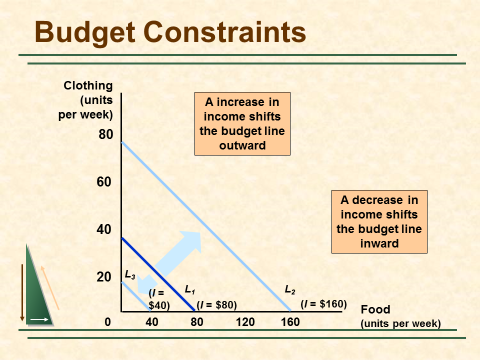 Budget Constraints
Clothing
(units
per week)
80
60
40
20
0
40
80
120
160
Food
(units per week)
A increase in
income shifts
the budget line
outward
A decrease in
income shifts
the budget line
inward
L3
(I =
$40)
L1
(I = $80)
L2
(I = $160)